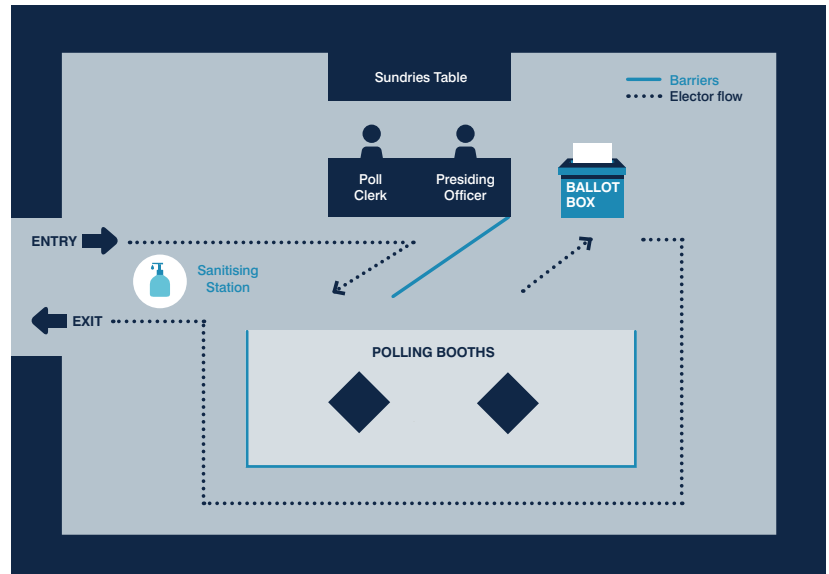 Sundries Table
Barriers
Elector flow
Poll
Clerk
Presiding
Officer
BALLOT
BOX
ENTRY
Sanitising
Station
EXIT
POLLING BOOTHS